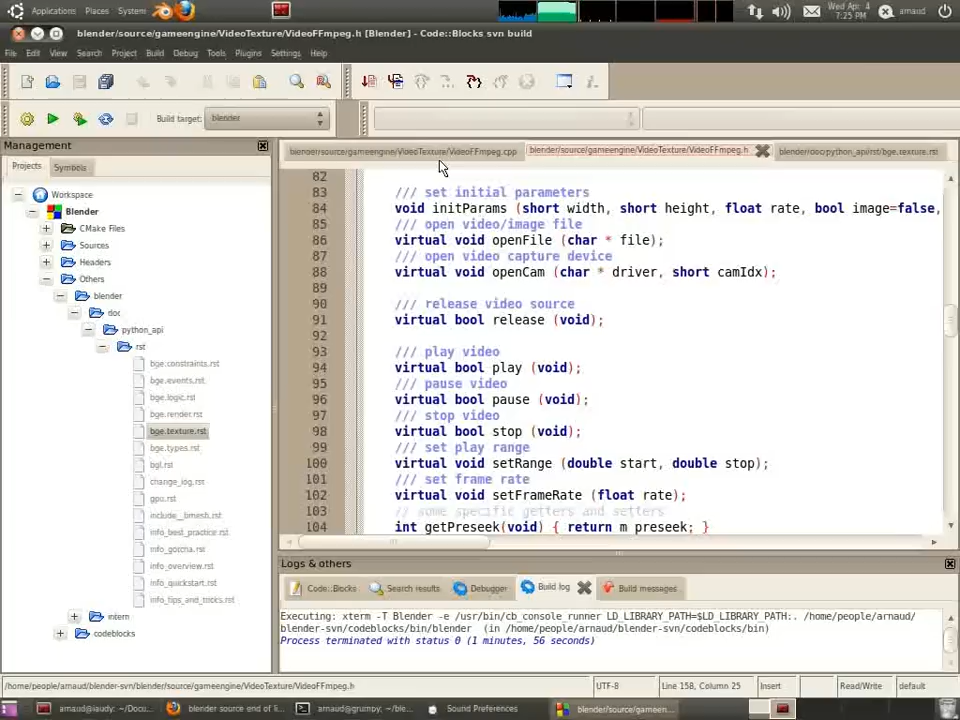 Applications Places System Wed Apr. 4 7:25 PM arnaud
blender/source/gameengine/VideoTexture/VideoFFmpeg.h [Blender] - Code::Blocks svn build
File Edit View Search Project Build Debug Tools Plugins Settings Help
Build target: blender
Management
Projects Symbols
Workspace
Blender
CMake Files
Sources
Headers
Others
blender
doc
python_api
rst
bge.constraints.rst
bge.events.rst
bge.logic.rst
bge.render.rst
bge.texture.rst
bge.types.rst
bgl.rst
change_log.rst
gpu.rst
include__bmesh.rst
info_best_practice.rst
info_gotcha.rst
info_overview.rst
info_quickstart.rst
info_tips_and_tricks.rst
intern
codeblocks
blender/source/gameengine/VideoTexture/VideoFFmpeg.cpp blender/source/gameengine/VideoTexture/VideoFFmpeg.h blender/doc/python_api/rst/bge.texture.rst
82
83 /// set initial parameters
84 void initParams (short width, short height, float rate, bool image=false,
85 /// open video/image file
86 virtual void openFile (char * file);
87 /// open video capture device
88 virtual void openCam (char * driver, short camIdx);
89
90 /// release video source
91 virtual bool release (void);
92
93 /// play video
94 virtual bool play (void);
95 /// pause video
96 virtual bool pause (void);
97 /// stop video
98 virtual bool stop (void);
99 /// set play range
100 virtual void setRange (double start, double stop);
101 /// set frame rate
102 virtual void setFrameRate (float rate);
103 // some specific getters and setters
104 int getPreseek(void) { return m_preseek; }
Logs & others
Code::Blocks Search results Debugger Build log Build messages
Executing: xterm -T Blender -e /usr/bin/cb_console_runner LD_LIBRARY_PATH=$LD_LIBRARY_PATH:. /home/people/arnaud/
blender-svn/codeblocks/bin/blender (in /home/people/arnaud/blender-svn/codeblocks/bin)
Process terminated with status 0 (1 minutes, 56 seconds)
/home/people/arnaud/blender-svn/blender/source/gameengine/VideoTexture/VideoFFmpeg.h UTF-8 Line 158, Column 25 Insert Read/Write default
arnaud@iaudy: ~/Docu... blender source end of li... arnaud@grumpy: ~/ble... Sound Preferences blender/source/gameen...